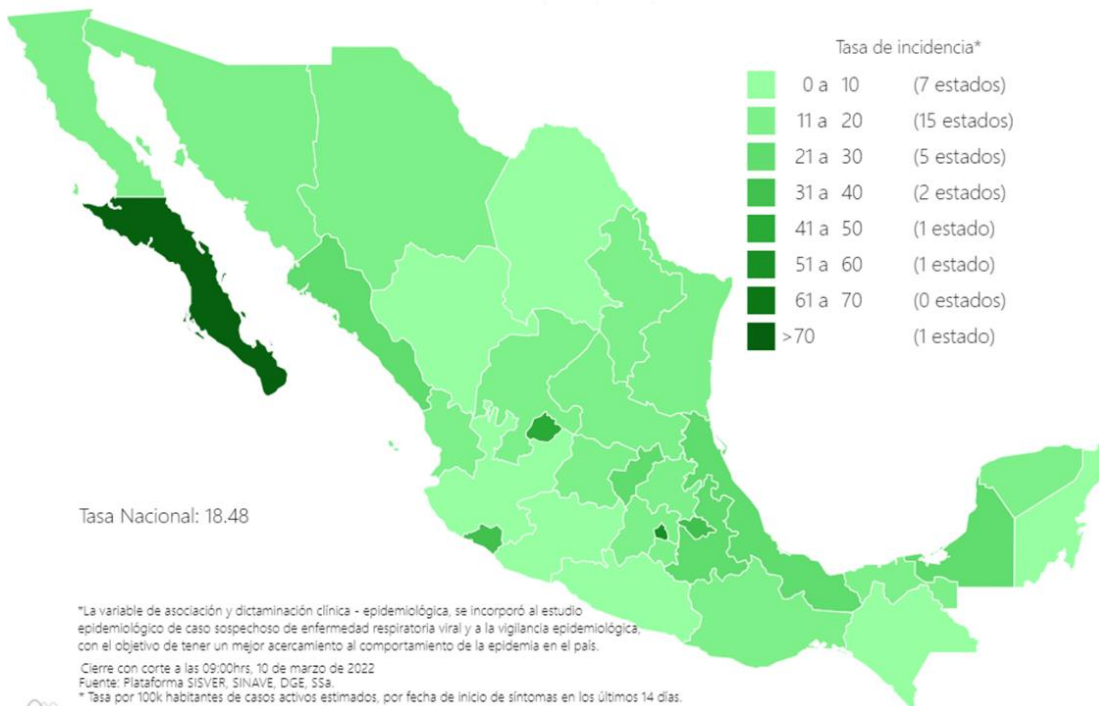 Tasa de incidencia*
0 a 10 (7 estados)
11 a 20 (15 estados)
21 a 30 (5 estados)
31 a 40 (2 estados)
41 a 50 (1 estado)
51 a 60 (1 estado)
61 a 70 (0 estados)
>70 (1 estado)
Tasa Nacional: 18.48
*La variable de asociación y dictaminación clínica - epidemiológica, se incorporó al estudio
epidemiológico de caso sospechoso de enfermedad respiratoria viral y a la vigilancia epidemiológica,
con el objetivo de tener un mejor acercamiento al comportamiento de la epidemia en el país.
Cierre con corte a las 09:00hrs, 10 de marzo de 2022
Fuente: Plataforma SISVER, SINAVE, DGE, SSa.
* Tasa por 100k habitantes de casos activos estimados, por fecha de inicio de síntomas en los últimos 14 días.